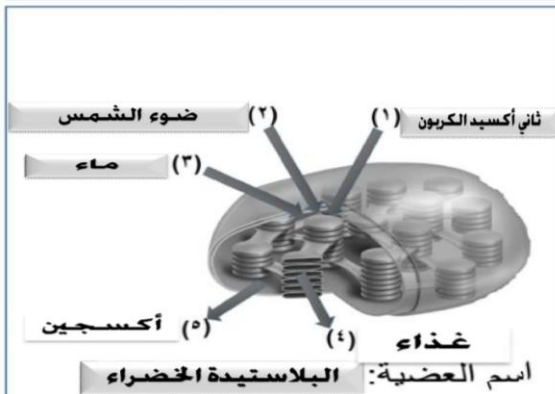 ثاني أكسيد الكربون (١)
(٢) ضوء الشمس
(٣) ماء
(٤) غذاء
(٥) أكسجين
اسم العضية: البلاستيدة الخضراء